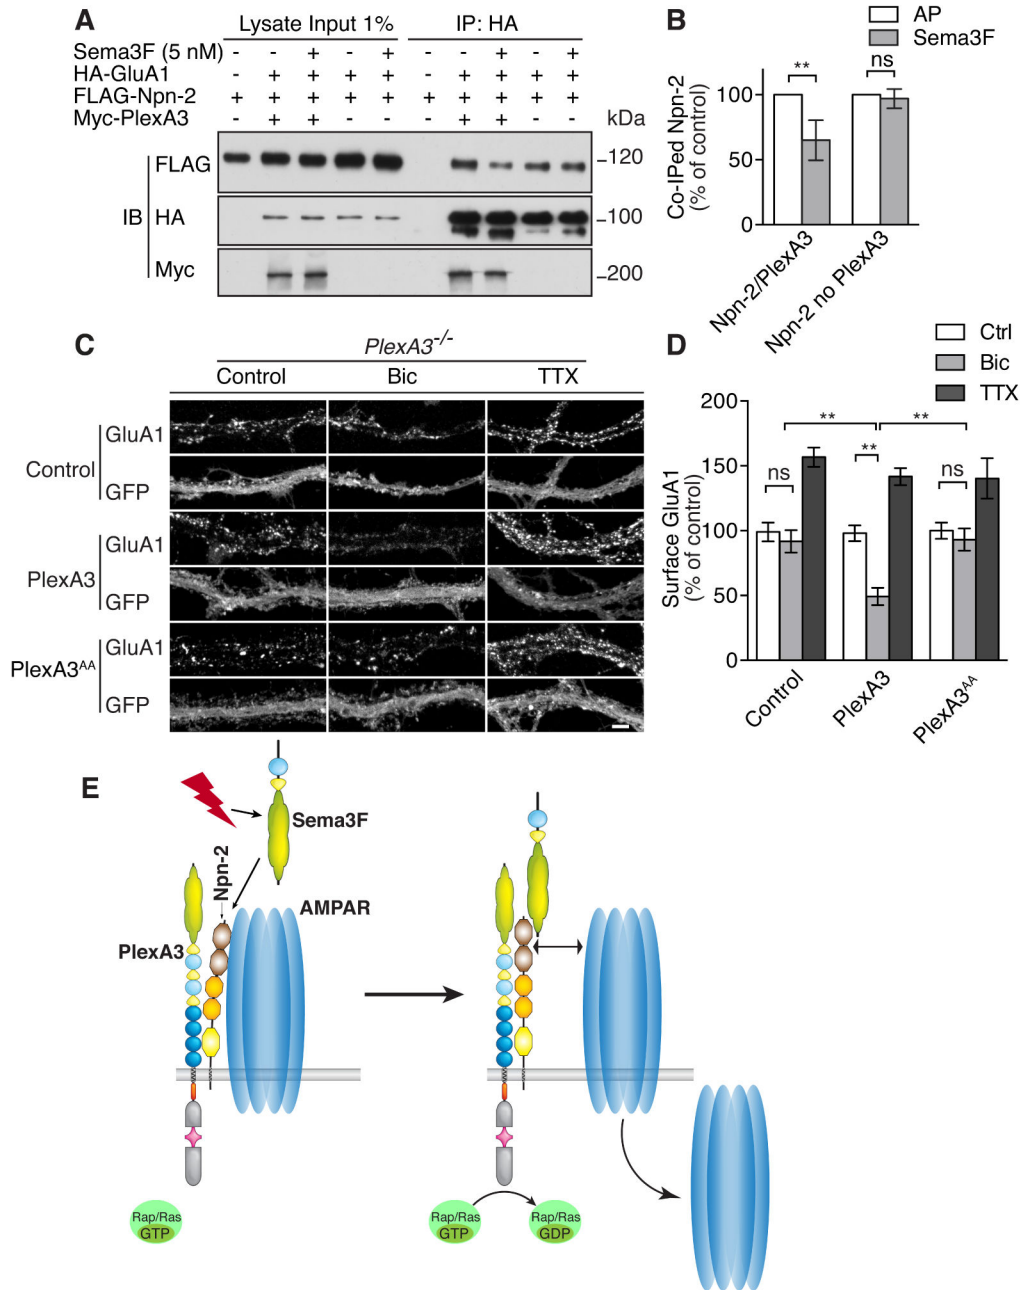 A
Lysate Input 1%
IP: HA
Sema3F (5 nM) - - + - + - - + - +
HA-GluA1 - + + + + - + + + +
FLAG-Npn-2 + + + + + + + + + +
Myc-PlexA3 - + + - - - + + - -
kDa
IB
FLAG
–120
HA
–100
Myc
–200
B
AP
Sema3F
Co-IPed Npn-2
(% of control)
100
50
0
**
ns
Npn-2/PlexA3
Npn-2 no PlexA3
C
PlexA3-/-
Control
Bic
TTX
Control
GluA1
GFP
PlexA3
GluA1
GFP
PlexA3AA
GluA1
GFP
D
Ctrl
Bic
TTX
Surface GluA1
(% of control)
200
150
100
50
0
**
**
ns
**
ns
Control
PlexA3
PlexA3AA
E
Sema3F
Npn-2
AMPAR
PlexA3
Rap/Ras
GTP
Rap/Ras
GTP
Rap/Ras
GDP